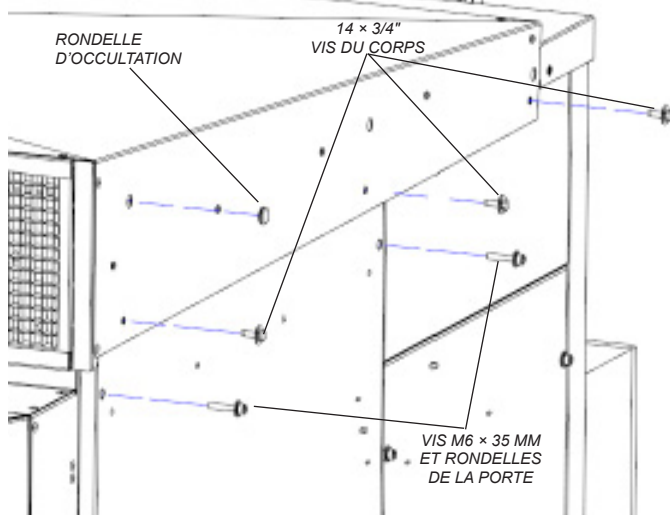 RONDELLE
D'OCCULTATION
14 × 3/4"
VIS DU CORPS
VIS M6 × 35 MM
ET RONDELLES
DE LA PORTE